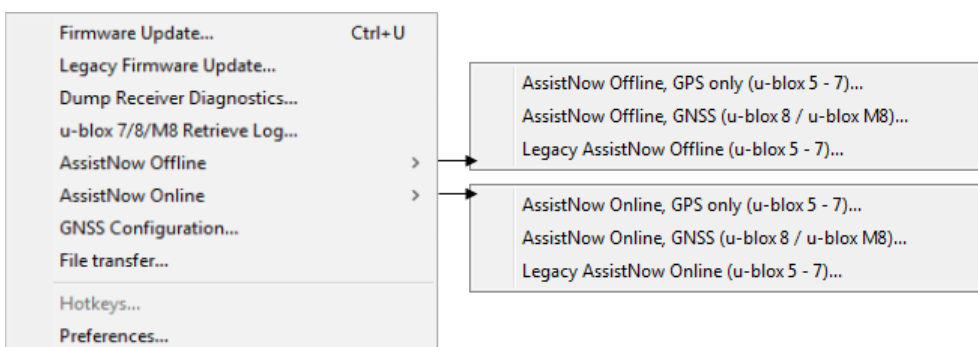 Firmware Update... Ctrl+U
Legacy Firmware Update...
Dump Receiver Diagnostics...
u-blox 7/8/M8 Retrieve Log...
AssistNow Offline >
AssistNow Online >
GNSS Configuration...
File transfer...
Hotkeys...
Preferences...
AssistNow Offline, GPS only (u-blox 5 - 7)...
AssistNow Offline, GNSS (u-blox 8 / u-blox M8)...
Legacy AssistNow Offline (u-blox 5 - 7)...
AssistNow Online, GPS only (u-blox 5 - 7)...
AssistNow Online, GNSS (u-blox 8 / u-blox M8)...
Legacy AssistNow Online (u-blox 5 - 7)...